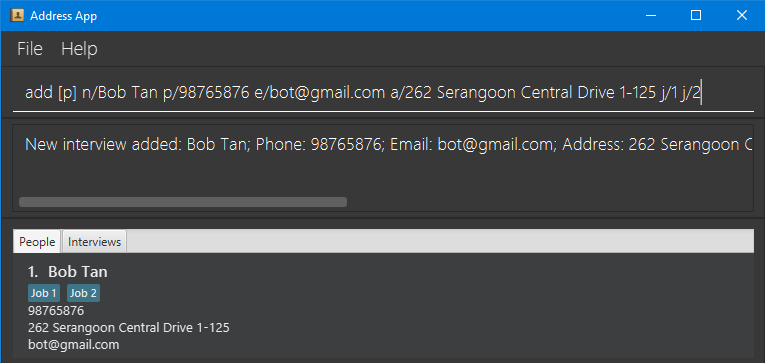 Address App
File Help
add [p] n/Bob Tan p/98765876 e/bot@gmail.com a/262 Serangoon Central Drive 1-125 j/1 j/2
New interview added: Bob Tan; Phone: 98765876; Email: bot@gmail.com; Address: 262 Serangoon C
People Interviews
1. Bob Tan
Job 1 Job 2
98765876
262 Serangoon Central Drive 1-125
bot@gmail.com